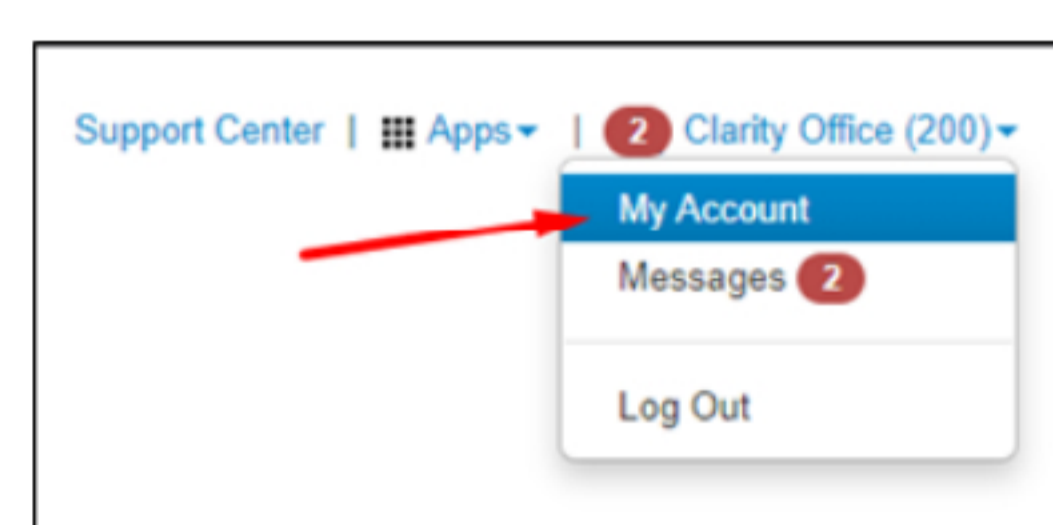 Support Center | Apps | 2 Clarity Office (200)
My Account
Messages 2
Log Out